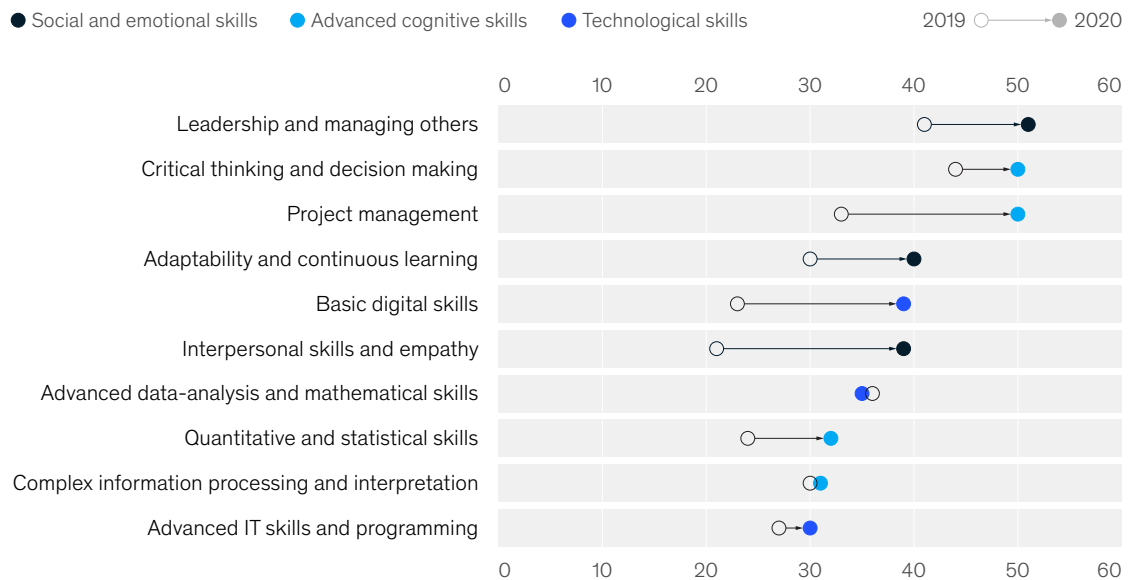 Social and emotional skills Advanced cognitive skills Technological skills 2019 2020
0 10 20 30 40 50 60
Leadership and managing others
Critical thinking and decision making
Project management
Adaptability and continuous learning
Basic digital skills
Interpersonal skills and empathy
Advanced data-analysis and mathematical skills
Quantitative and statistical skills
Complex information processing and interpretation
Advanced IT skills and programming
0 10 20 30 40 50 60